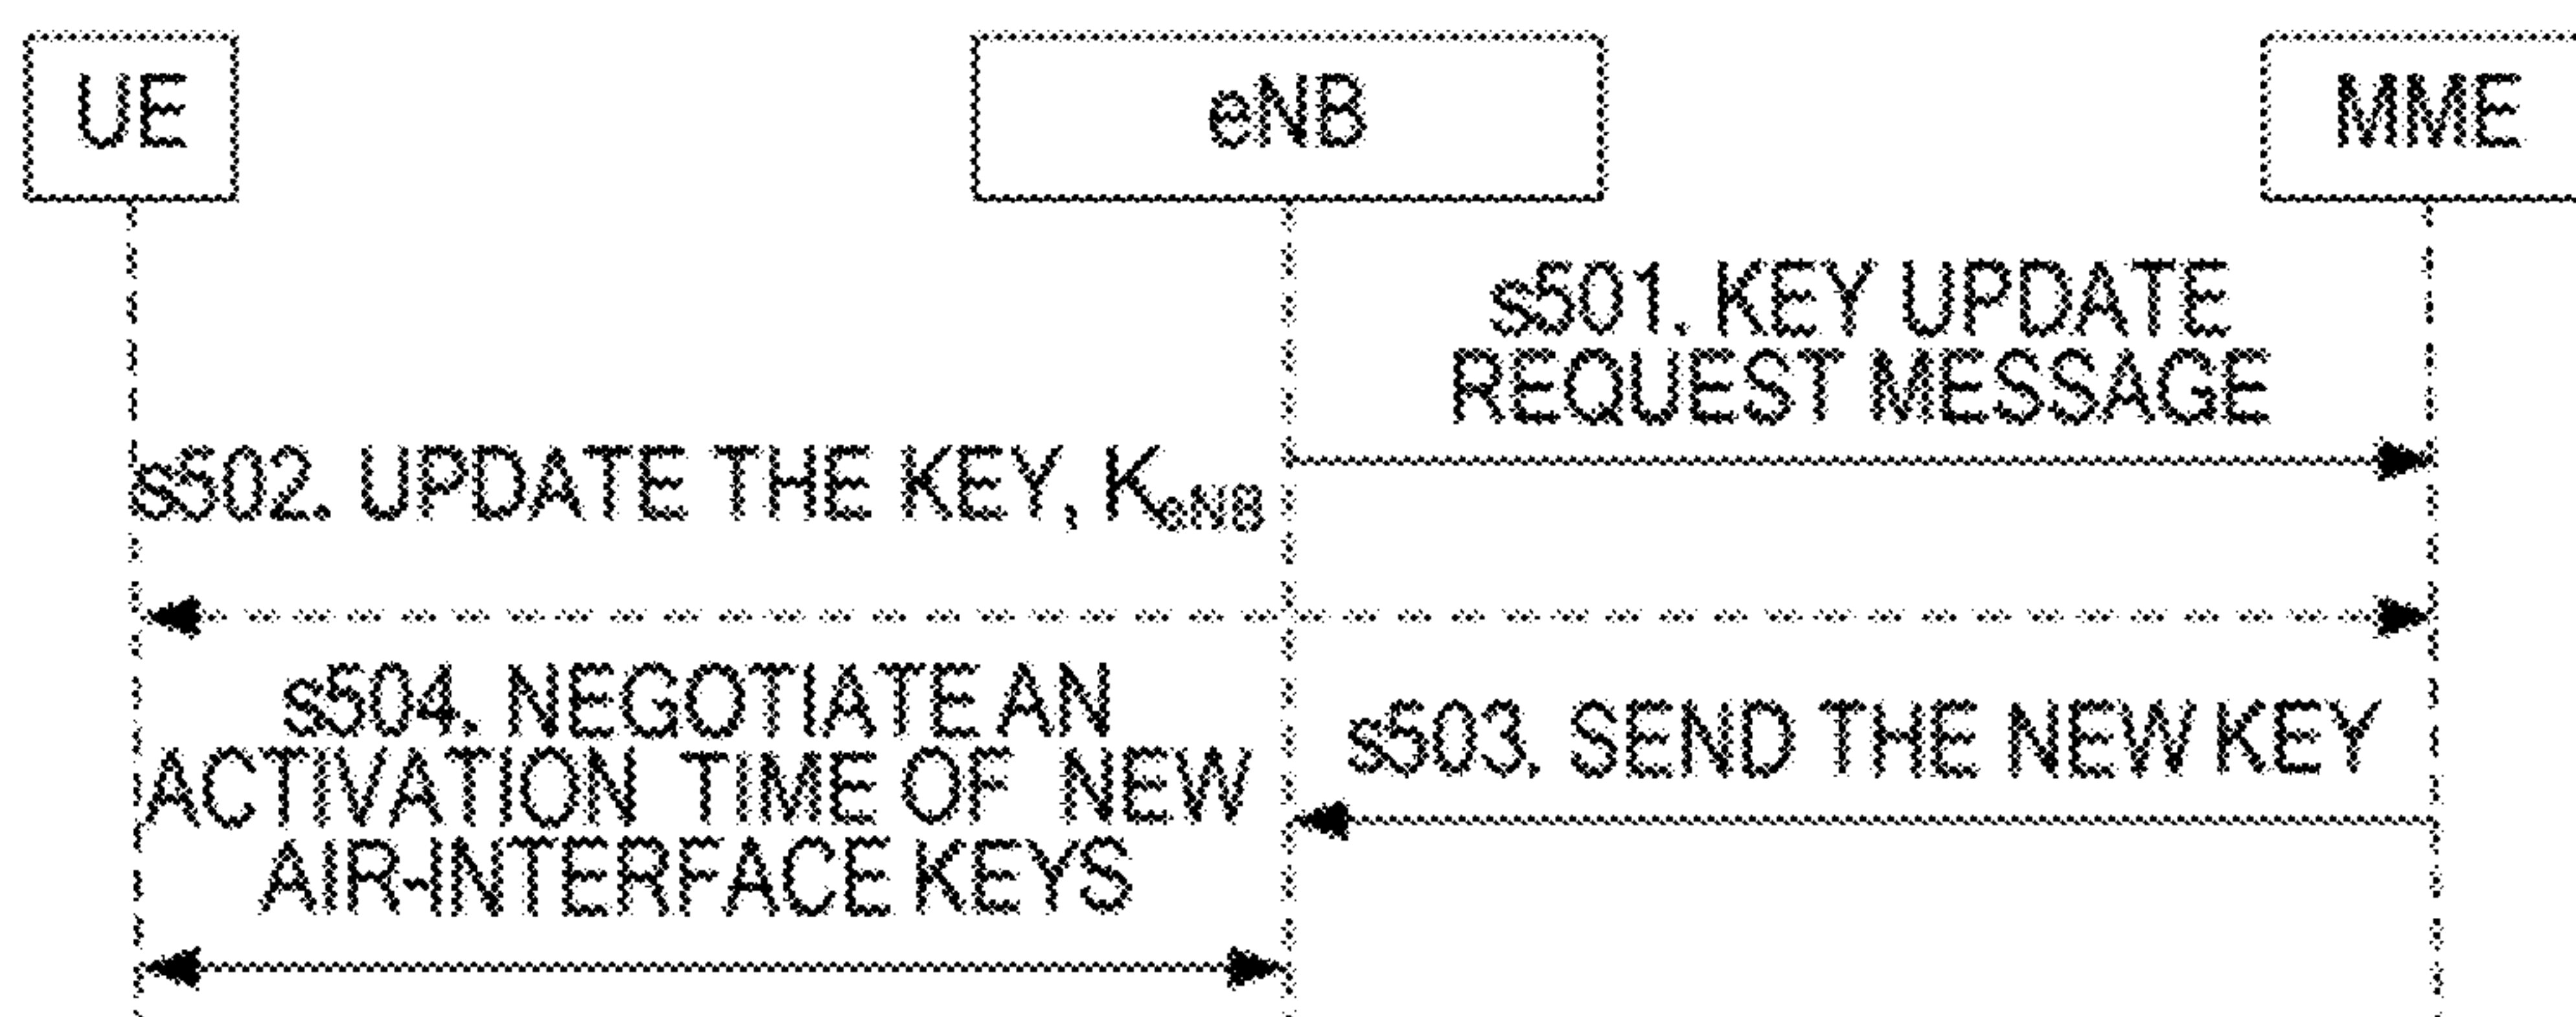 UE
eNB
MME
s501. KEY UPDATE
REQUEST MESSAGE
s502. UPDATE THE KEY, KeNB
s504. NEGOTIATE AN
ACTIVATION TIME OF NEW
AIR-INTERFACE KEYS
s503. SEND THE NEW KEY